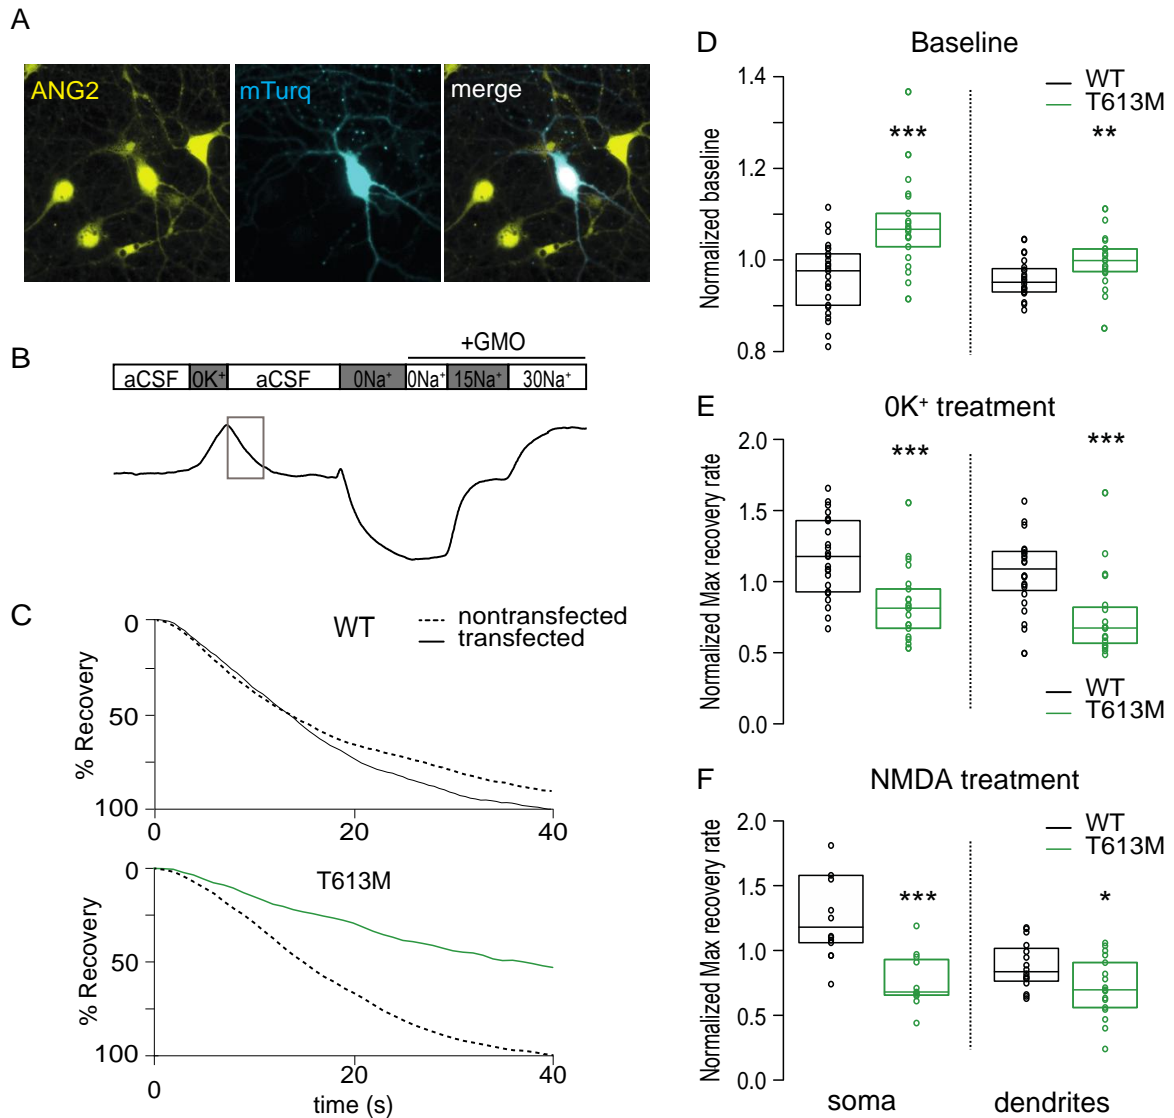 A
ANG2
mTurq
merge
B
+GMO
aCSF
0K⁺
aCSF
0Na⁺
0Na⁺
15Na⁺
30Na⁺
C
WT
nontransfected
transfected
% Recovery
0
50
100
0
20
40
T613M
% Recovery
0
50
100
0
20
40
time (s)
D
Baseline
WT
T613M
Normalized baseline
1.4
1.2
1.0
0.8
***
**
E
0K⁺ treatment
Normalized Max recovery rate
2.0
1.5
1.0
0.5
0.0
***
***
WT
T613M
F
NMDA treatment
WT
T613M
Normalized Max recovery rate
2.0
1.5
1.0
0.5
0.0
***
*
soma
dendrites